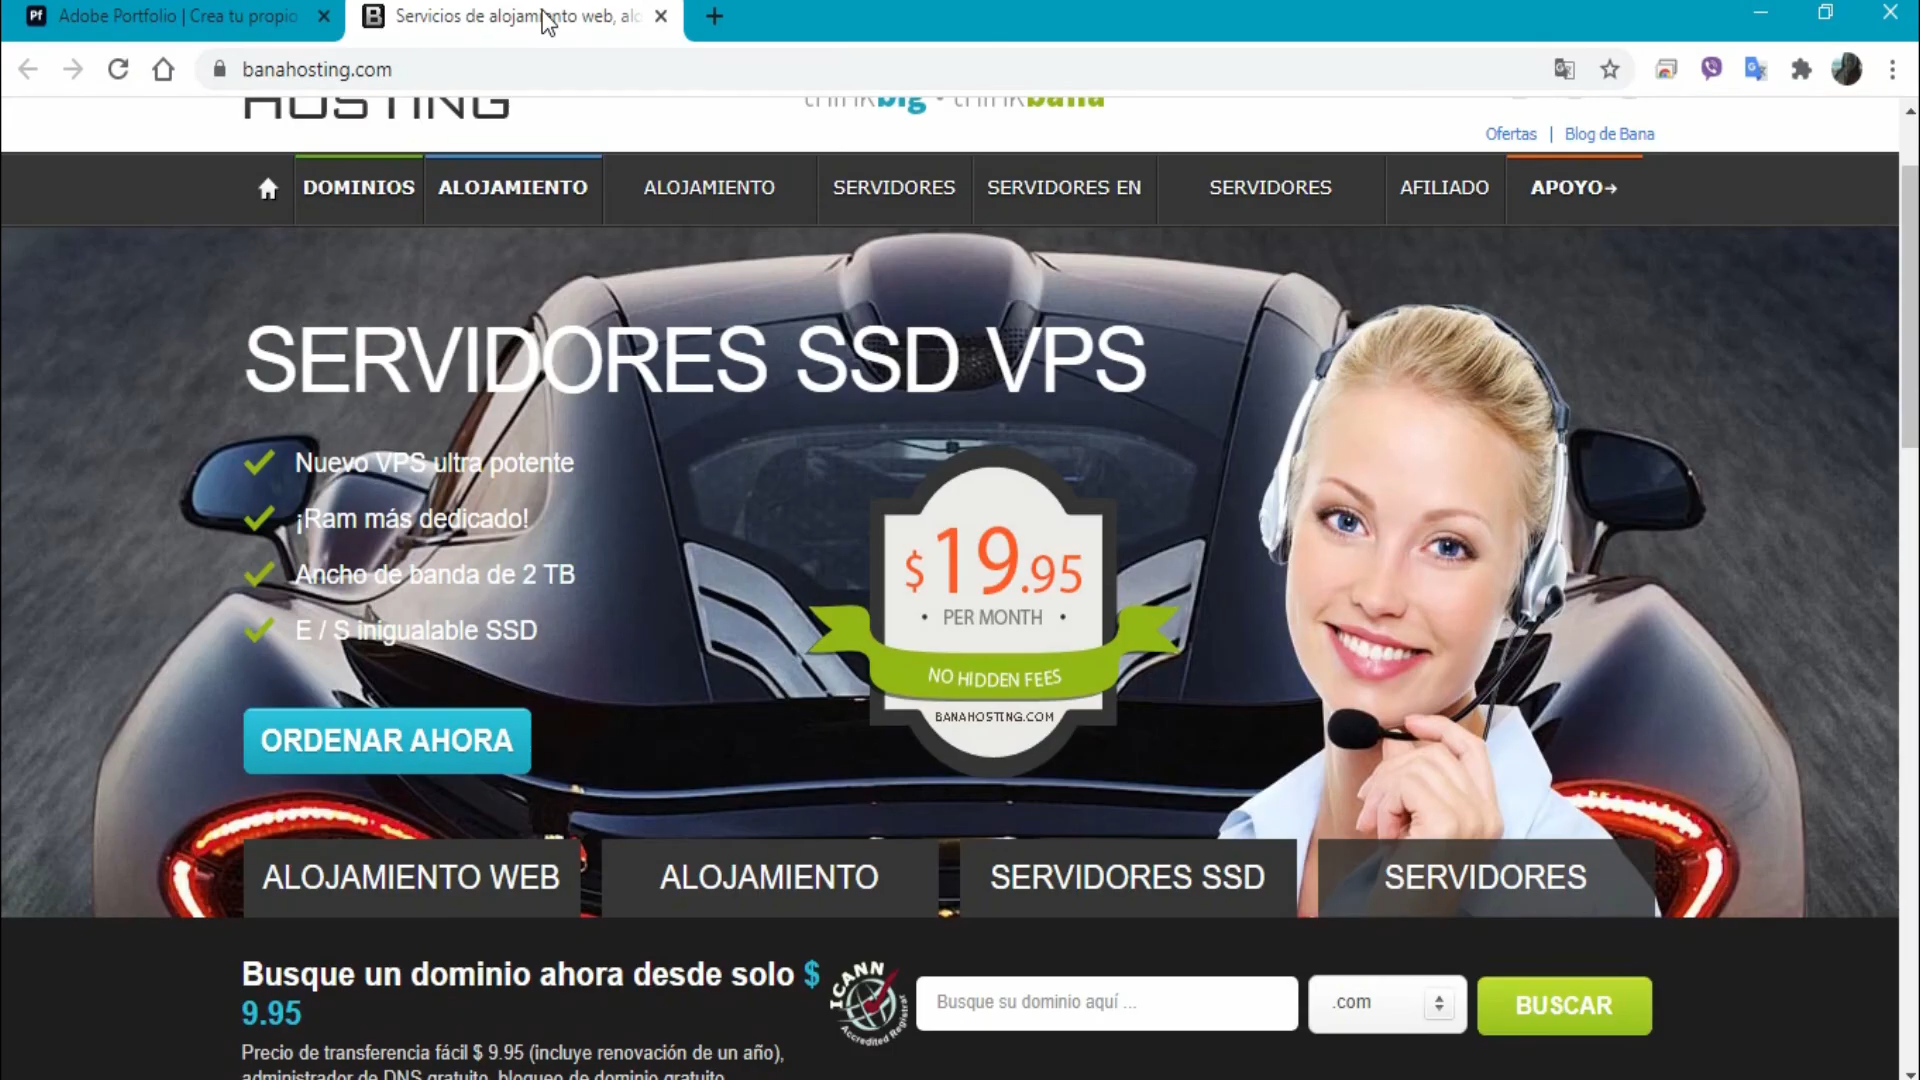 Adobe Portfolio | Crea tu propio
Servicios de alojamiento web, alo
banahosting.com
HOSTING
thinkbig • thinkbana
Ofertas | Blog de Bana
DOMINIOS
ALOJAMIENTO
ALOJAMIENTO
SERVIDORES
SERVIDORES EN
SERVIDORES
AFILIADO
APOYO→
SERVIDORES SSD VPS
Nuevo VPS ultra potente
¡Ram más dedicado!
Ancho de banda de 2 TB
E / S inigualable SSD
$19.95
• PER MONTH •
NO HIDDEN FEES
BANAHOSTING.COM
ORDENAR AHORA
ALOJAMIENTO WEB
ALOJAMIENTO
SERVIDORES SSD
SERVIDORES
Busque un dominio ahora desde solo $
9.95
ICANN
Accredited Registrar
Busque su dominio aquí ...
.com
BUSCAR
Precio de transferencia fácil $ 9.95 (incluye renovación de un año),
administrador de DNS gratuito, bloqueo de dominio gratuito